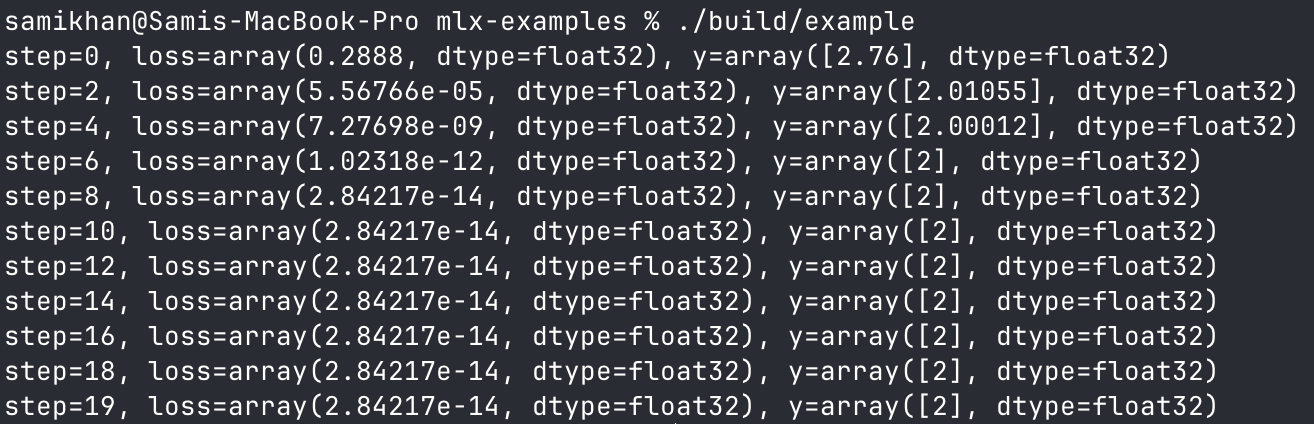 samikhan@Samis-MacBook-Pro mlx-examples % ./build/example
step=0, loss=array(0.2888, dtype=float32), y=array([2.76], dtype=float32)
step=2, loss=array(5.56766e-05, dtype=float32), y=array([2.01055], dtype=float32)
step=4, loss=array(7.27698e-09, dtype=float32), y=array([2.00012], dtype=float32)
step=6, loss=array(1.02318e-12, dtype=float32), y=array([2], dtype=float32)
step=8, loss=array(2.84217e-14, dtype=float32), y=array([2], dtype=float32)
step=10, loss=array(2.84217e-14, dtype=float32), y=array([2], dtype=float32)
step=12, loss=array(2.84217e-14, dtype=float32), y=array([2], dtype=float32)
step=14, loss=array(2.84217e-14, dtype=float32), y=array([2], dtype=float32)
step=16, loss=array(2.84217e-14, dtype=float32), y=array([2], dtype=float32)
step=18, loss=array(2.84217e-14, dtype=float32), y=array([2], dtype=float32)
step=19, loss=array(2.84217e-14, dtype=float32), y=array([2], dtype=float32)